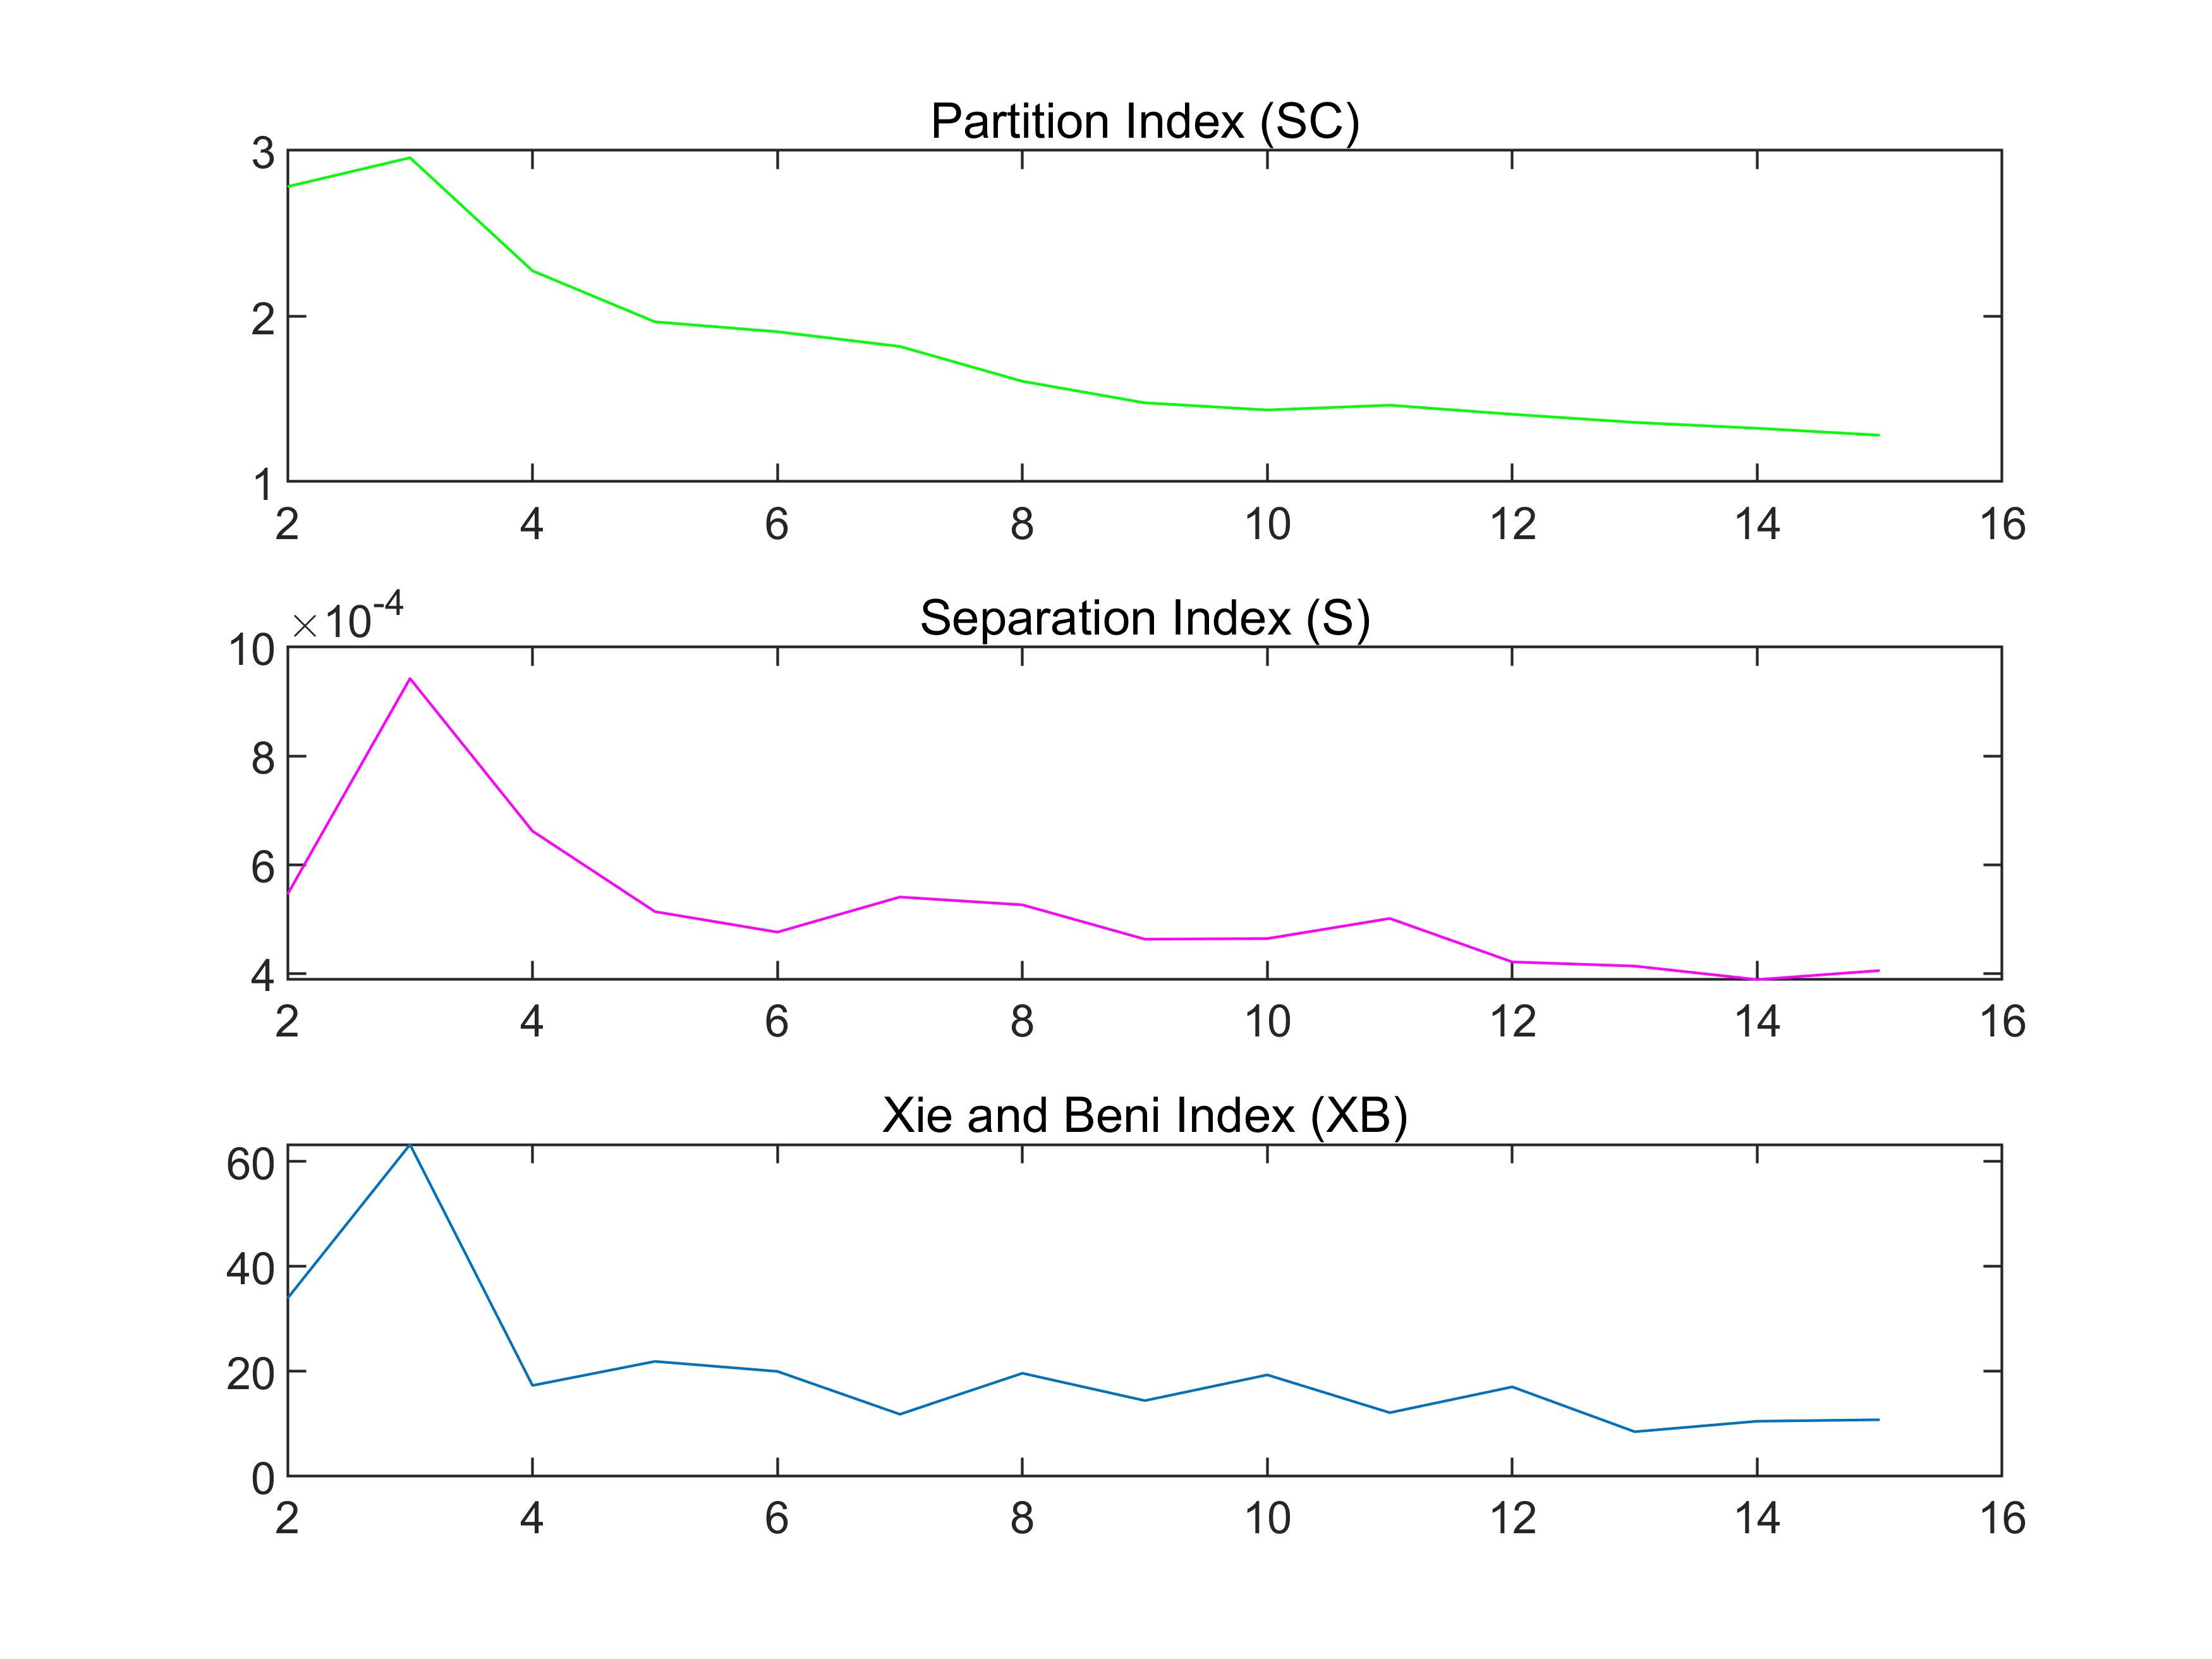 Partition Index (SC)
3
2
1
2 4 6 8 10 12 14 16
×10-4
Separation Index (S)
10
8
6
4
2 4 6 8 10 12 14 16
Xie and Beni Index (XB)
60
40
20
0
2 4 6 8 10 12 14 16